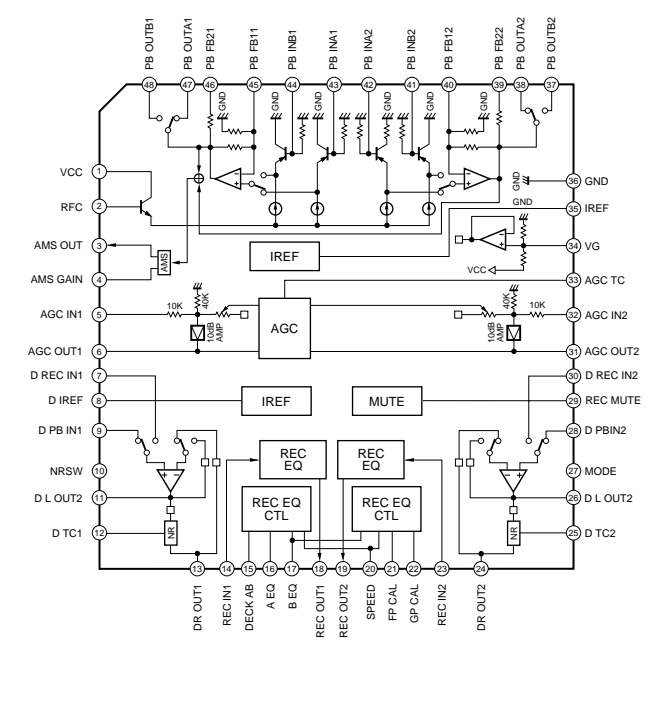 PB OUTB1
PB OUTA1
PB FB21
PB FB11
PB INB1
PB INA1
PB INA2
PB INB2
PB FB12
PB FB22
PB OUTA2
PB OUTB2
48
47
46
45
44
43
42
41
40
39
38
37
GND
GND
GND
GND
GND
GND
VCC
1
RFC
2
AMS OUT
3
AMS GAIN
4
AMS
AGC IN1
5
AGC OUT1
6
D REC IN1
7
D IREF
8
D PB IN1
9
NRSW
10
D L OUT2
11
D TC1
12
36
GND
GND
35
IREF
GND
34
VG
VCC
33
AGC TC
32
AGC IN2
31
AGC OUT2
30
D REC IN2
29
REC MUTE
28
D PBIN2
27
MODE
26
D L OUT2
25
D TC2
IREF
10K
40K
10dB
AMP
AGC
10dB
AMP
40K
10K
IREF
MUTE
REC
EQ
REC
EQ
REC EQ
CTL
REC EQ
CTL
NR
NR
+
−
+
−
+
−
−
+
−
+
13
14
15
16
17
18
19
20
21
22
23
24
DR OUT1
REC IN1
DECK AB
A EQ
B EQ
REC OUT1
REC OUT2
SPEED
FP CAL
GP CAL
REC IN2
DR OUT2